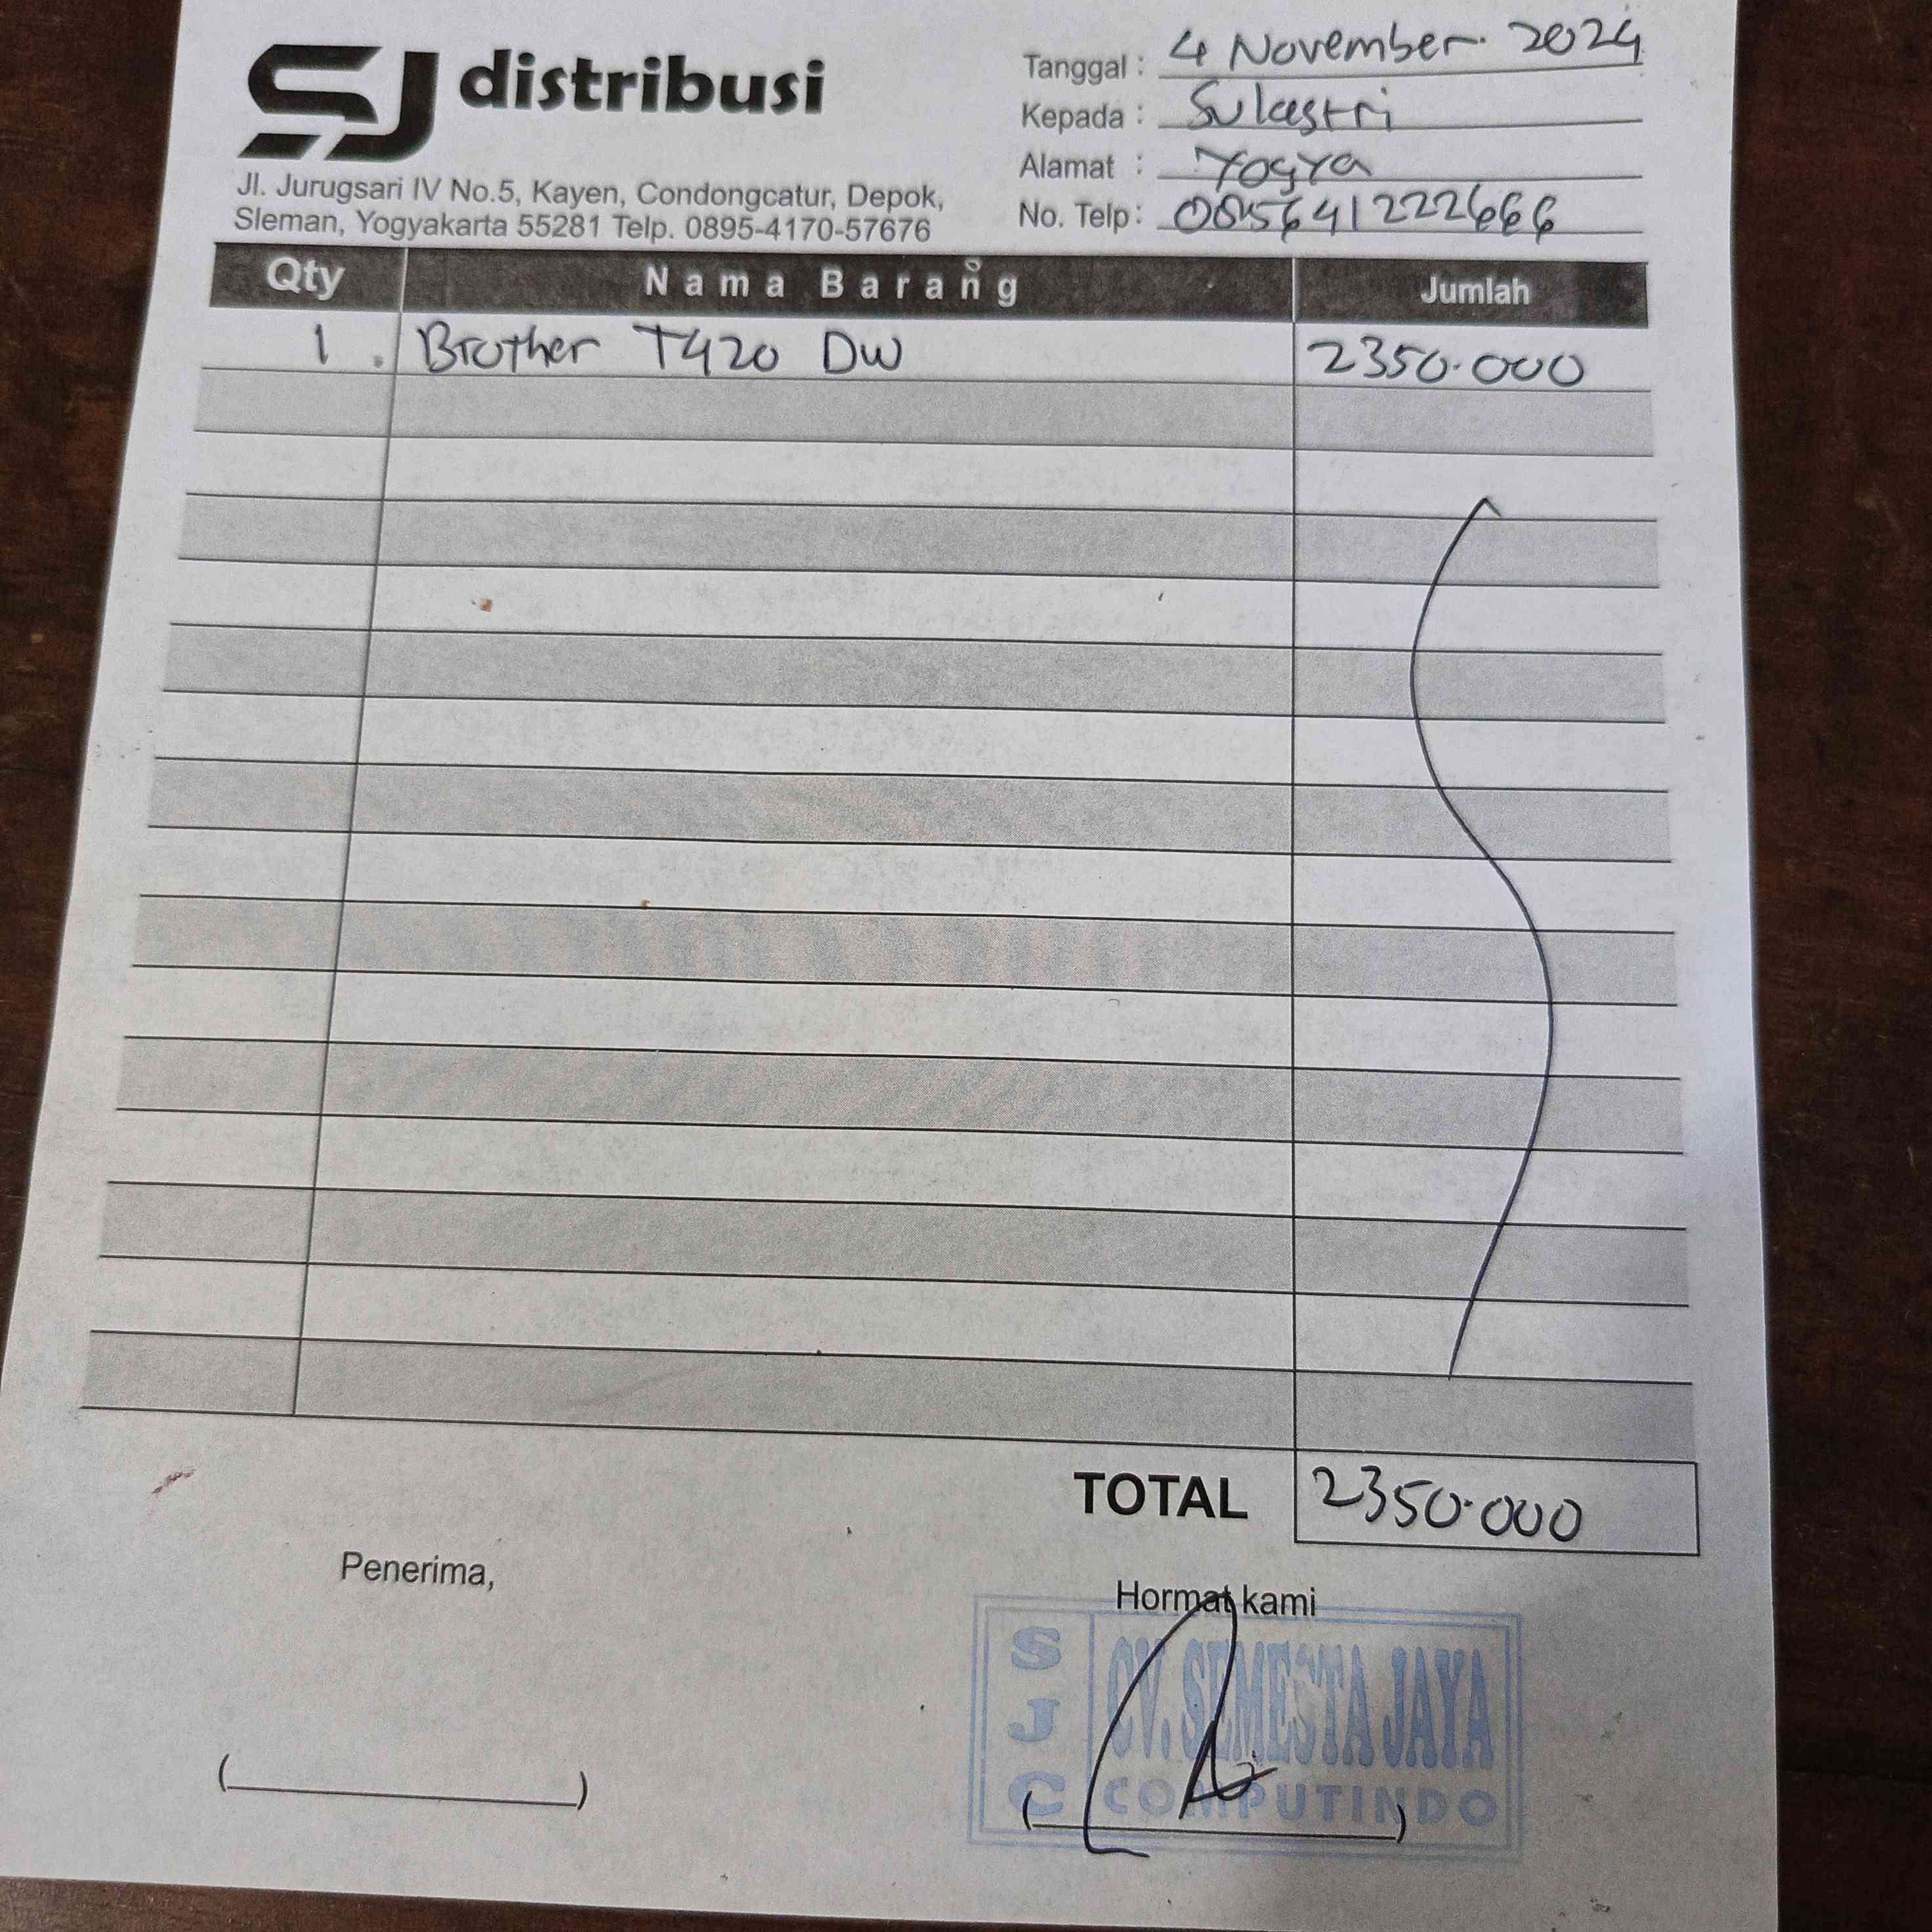 SJ distribusi
Jl. Jurugsari IV No.5, Kayen, Condongcatur, Depok,
Sleman, Yogyakarta 55281 Telp. 0895-4170-57676
Tanggal : 4 November 2024
Kepada : Sulastri
Alamat : Yogya
No. Telp:
Qty Nama Barang Jumlah
1 Brother T420 DW 2350.000
TOTAL 2350.000
Penerima,
Hormat kami
SJC
CV. SEMESTA JAYA
COMPUTINDO